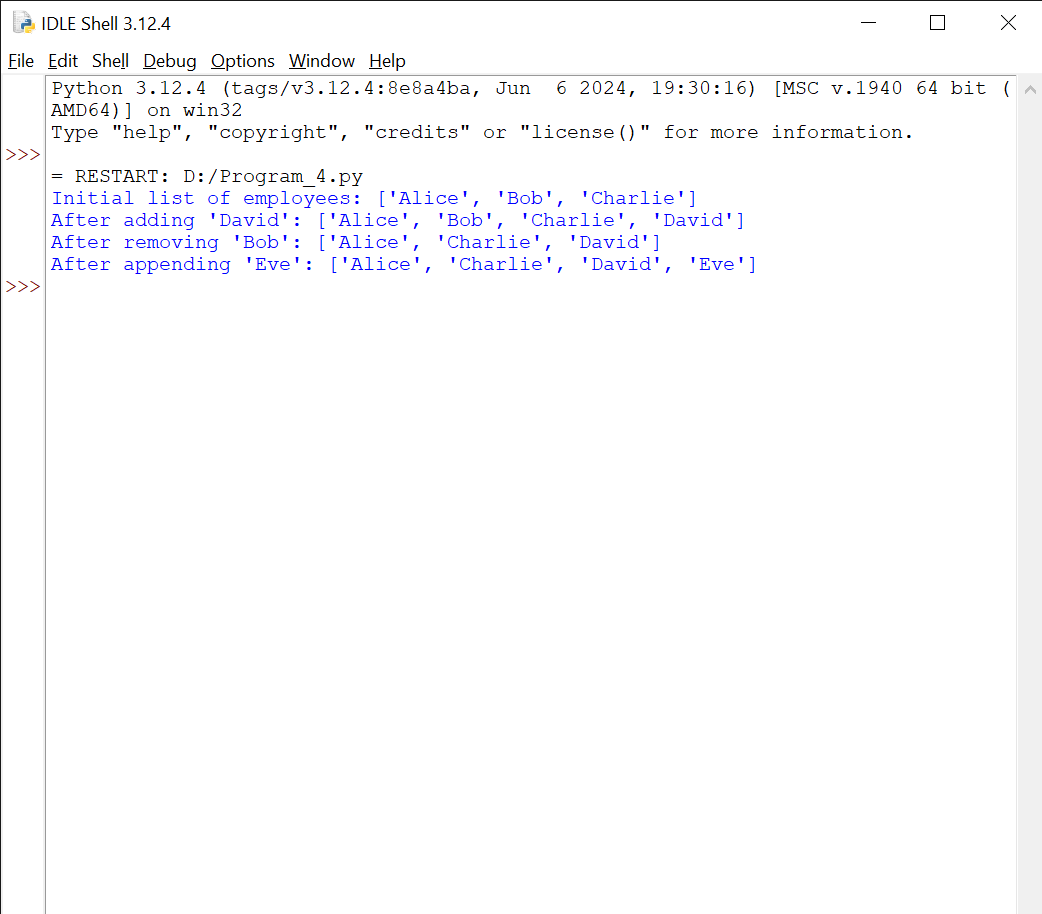 IDLE Shell 3.12.4
File Edit Shell Debug Options Window Help
Python 3.12.4 (tags/v3.12.4:8e8a4ba, Jun  6 2024, 19:30:16) [MSC v.1940 64 bit (
AMD64)] on win32
Type "help", "copyright", "credits" or "license()" for more information.
>>>
= RESTART: D:/Program_4.py
Initial list of employees: ['Alice', 'Bob', 'Charlie']
After adding 'David': ['Alice', 'Bob', 'Charlie', 'David']
After removing 'Bob': ['Alice', 'Charlie', 'David']
After appending 'Eve': ['Alice', 'Charlie', 'David', 'Eve']
>>>